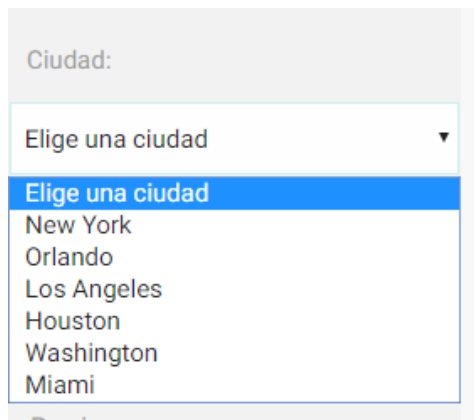 Ciudad:
Elige una ciudad
Elige una ciudad
New York
Orlando
Los Angeles
Houston
Washington
Miami